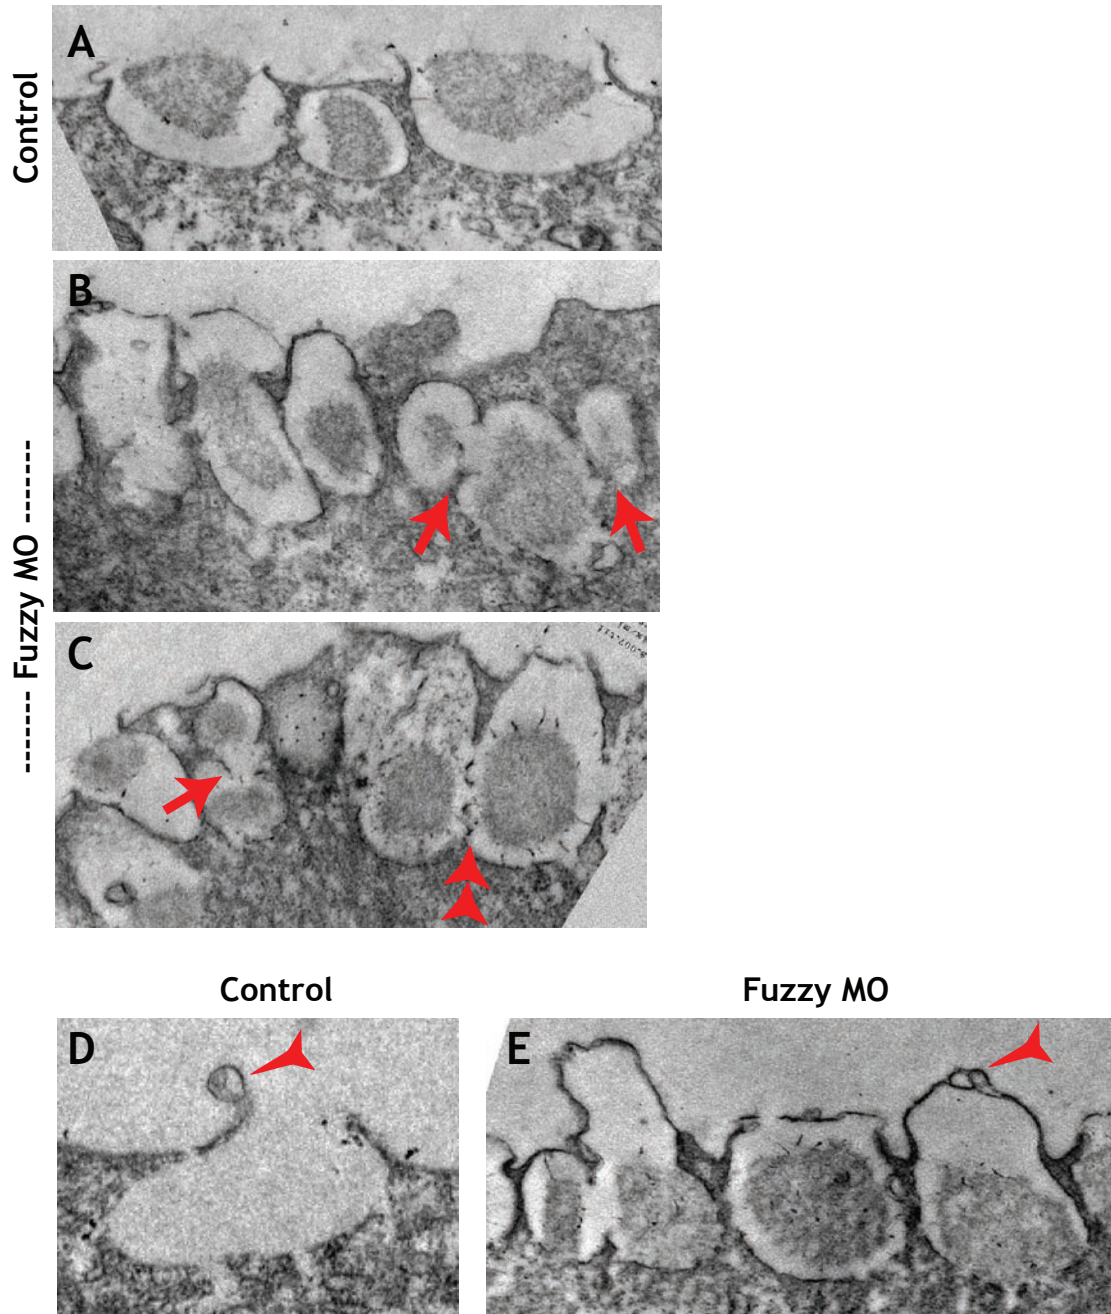 A
Control
B
C
------- Fuzzy MO -------
Control
Fuzzy MO
D
E